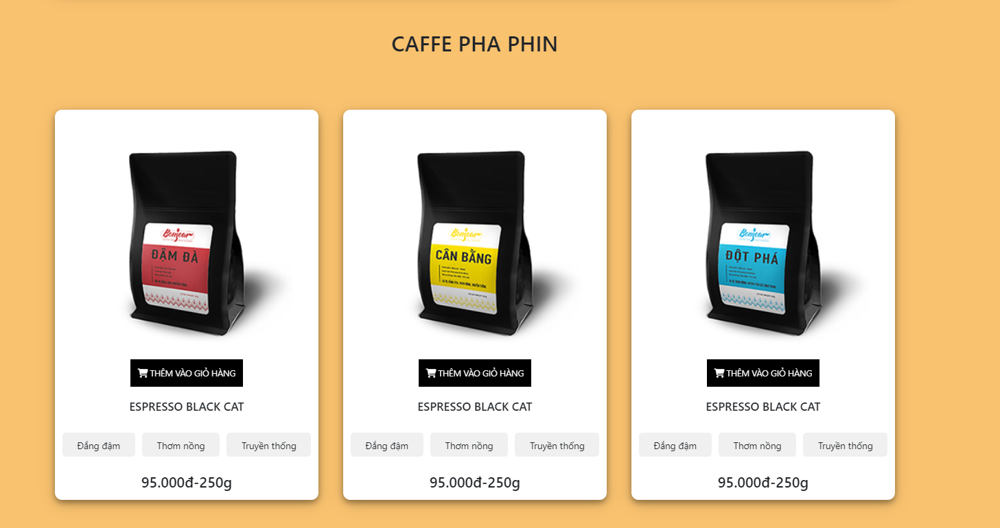 CAFFE PHA PHIN
Bonjour
ĐẬM ĐÀ
Bonjour
CÂN BẰNG
Bonjour
ĐỘT PHÁ
THÊM VÀO GIỎ HÀNG
THÊM VÀO GIỎ HÀNG
THÊM VÀO GIỎ HÀNG
ESPRESSO BLACK CAT
ESPRESSO BLACK CAT
ESPRESSO BLACK CAT
Đắng đậm Thơm nồng Truyền thống
Đắng đậm Thơm nồng Truyền thống
Đắng đậm Thơm nồng Truyền thống
95.000đ-250g
95.000đ-250g
95.000đ-250g